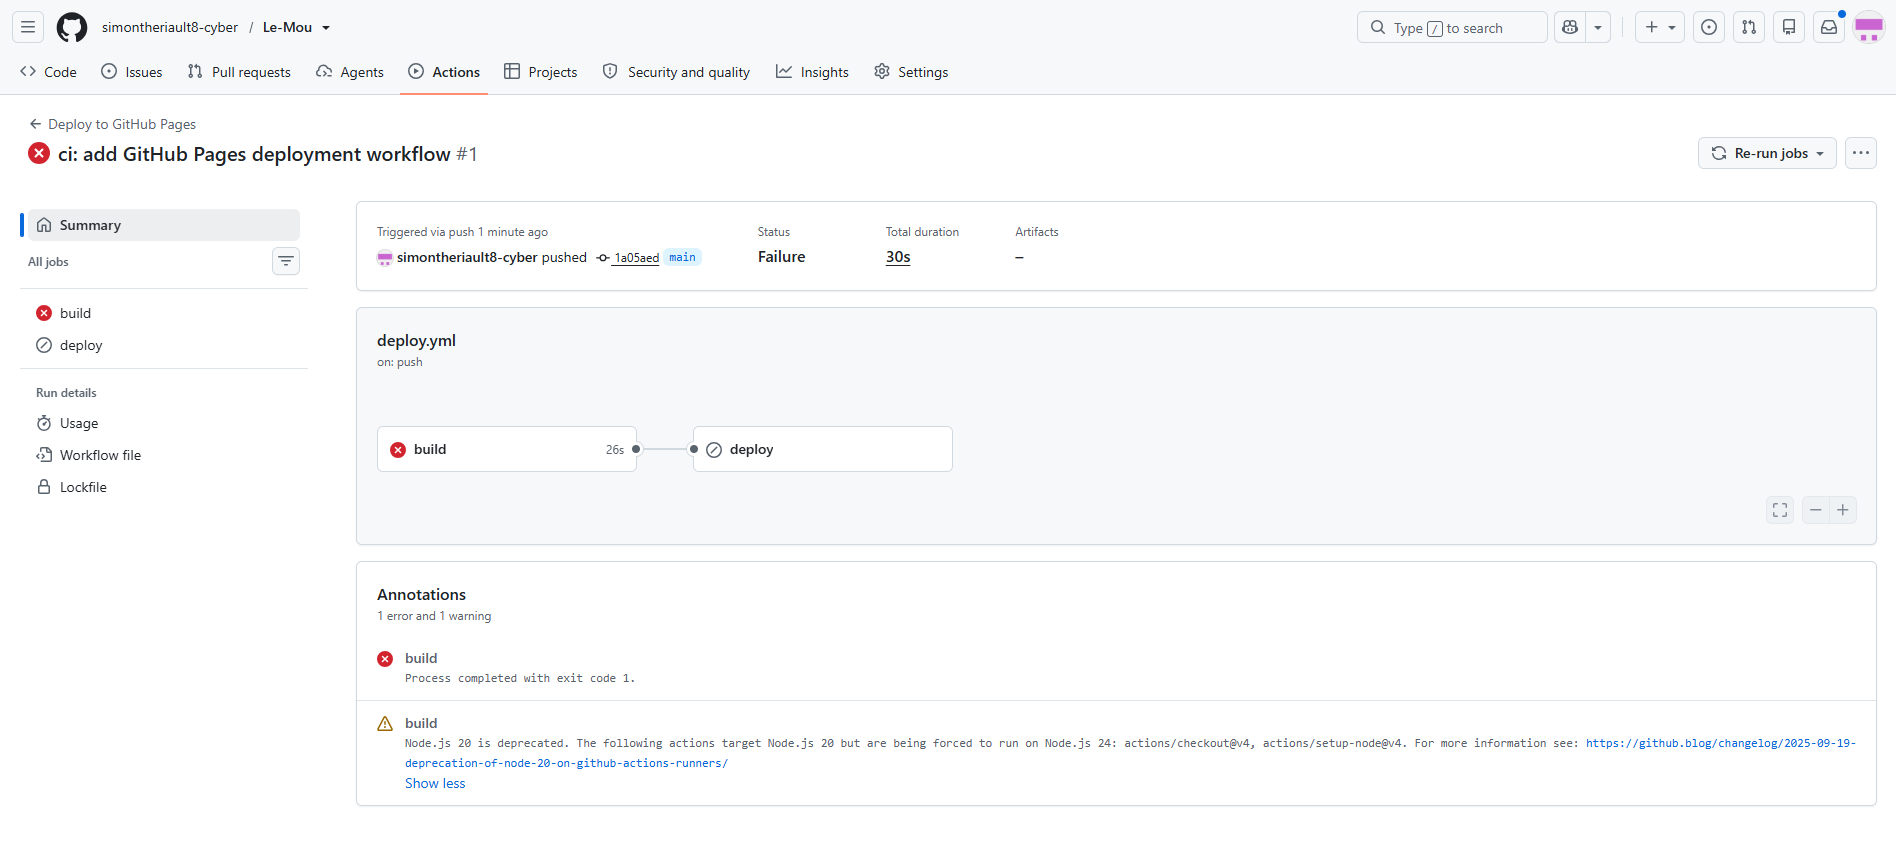 simontheriault8-cyber / Le-Mou
Type / to search
Code
Issues
Pull requests
Agents
Actions
Projects
Security and quality
Insights
Settings
Deploy to GitHub Pages
ci: add GitHub Pages deployment workflow #1
Re-run jobs
Summary
All jobs
build
deploy
Run details
Usage
Workflow file
Lockfile
Triggered via push 1 minute ago
simontheriault8-cyber pushed 1a05aed main
Status
Failure
Total duration
30s
Artifacts
–
deploy.yml
on: push
build 26s
deploy
Annotations
1 error and 1 warning
build
Process completed with exit code 1.
build
Node.js 20 is deprecated. The following actions target Node.js 20 but are being forced to run on Node.js 24: actions/checkout@v4, actions/setup-node@v4. For more information see: https://github.blog/changelog/2025-09-19-
deprecation-of-node-20-on-github-actions-runners/
Show less